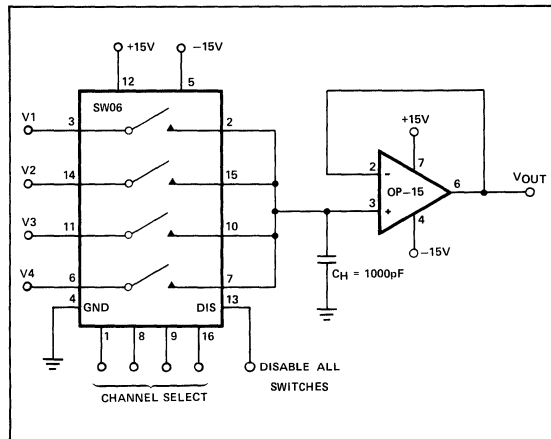 +15V
-15V
12
5
SW06
V1
3
2
V2
14
15
V3
11
10
V4
6
7
4
GND
DIS
13
1
8
9
16
CHANNEL SELECT
DISABLE ALL
SWITCHES
+15V
7
2
-
OP-15
6
VOUT
3
+
4
-15V
CH = 1000pF